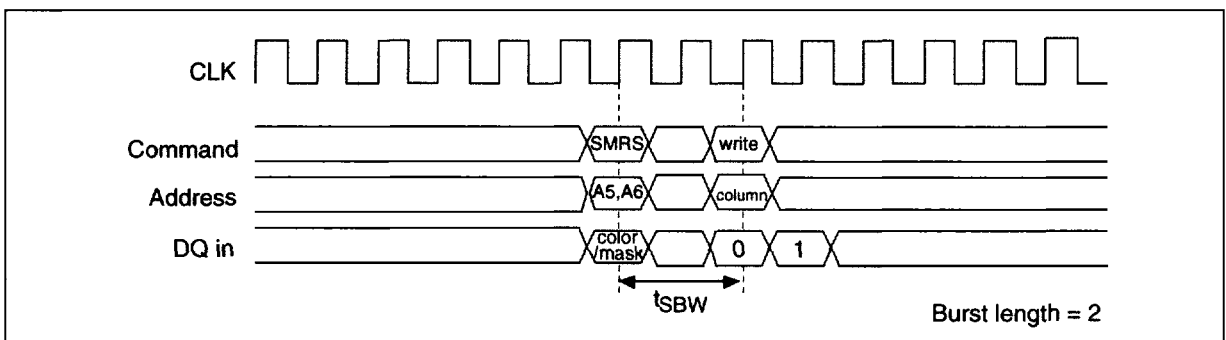 CLK
Command
SMRS
write
Address
A5,A6
column
DQ in
color
/mask
0
1
tSBW
Burst length = 2